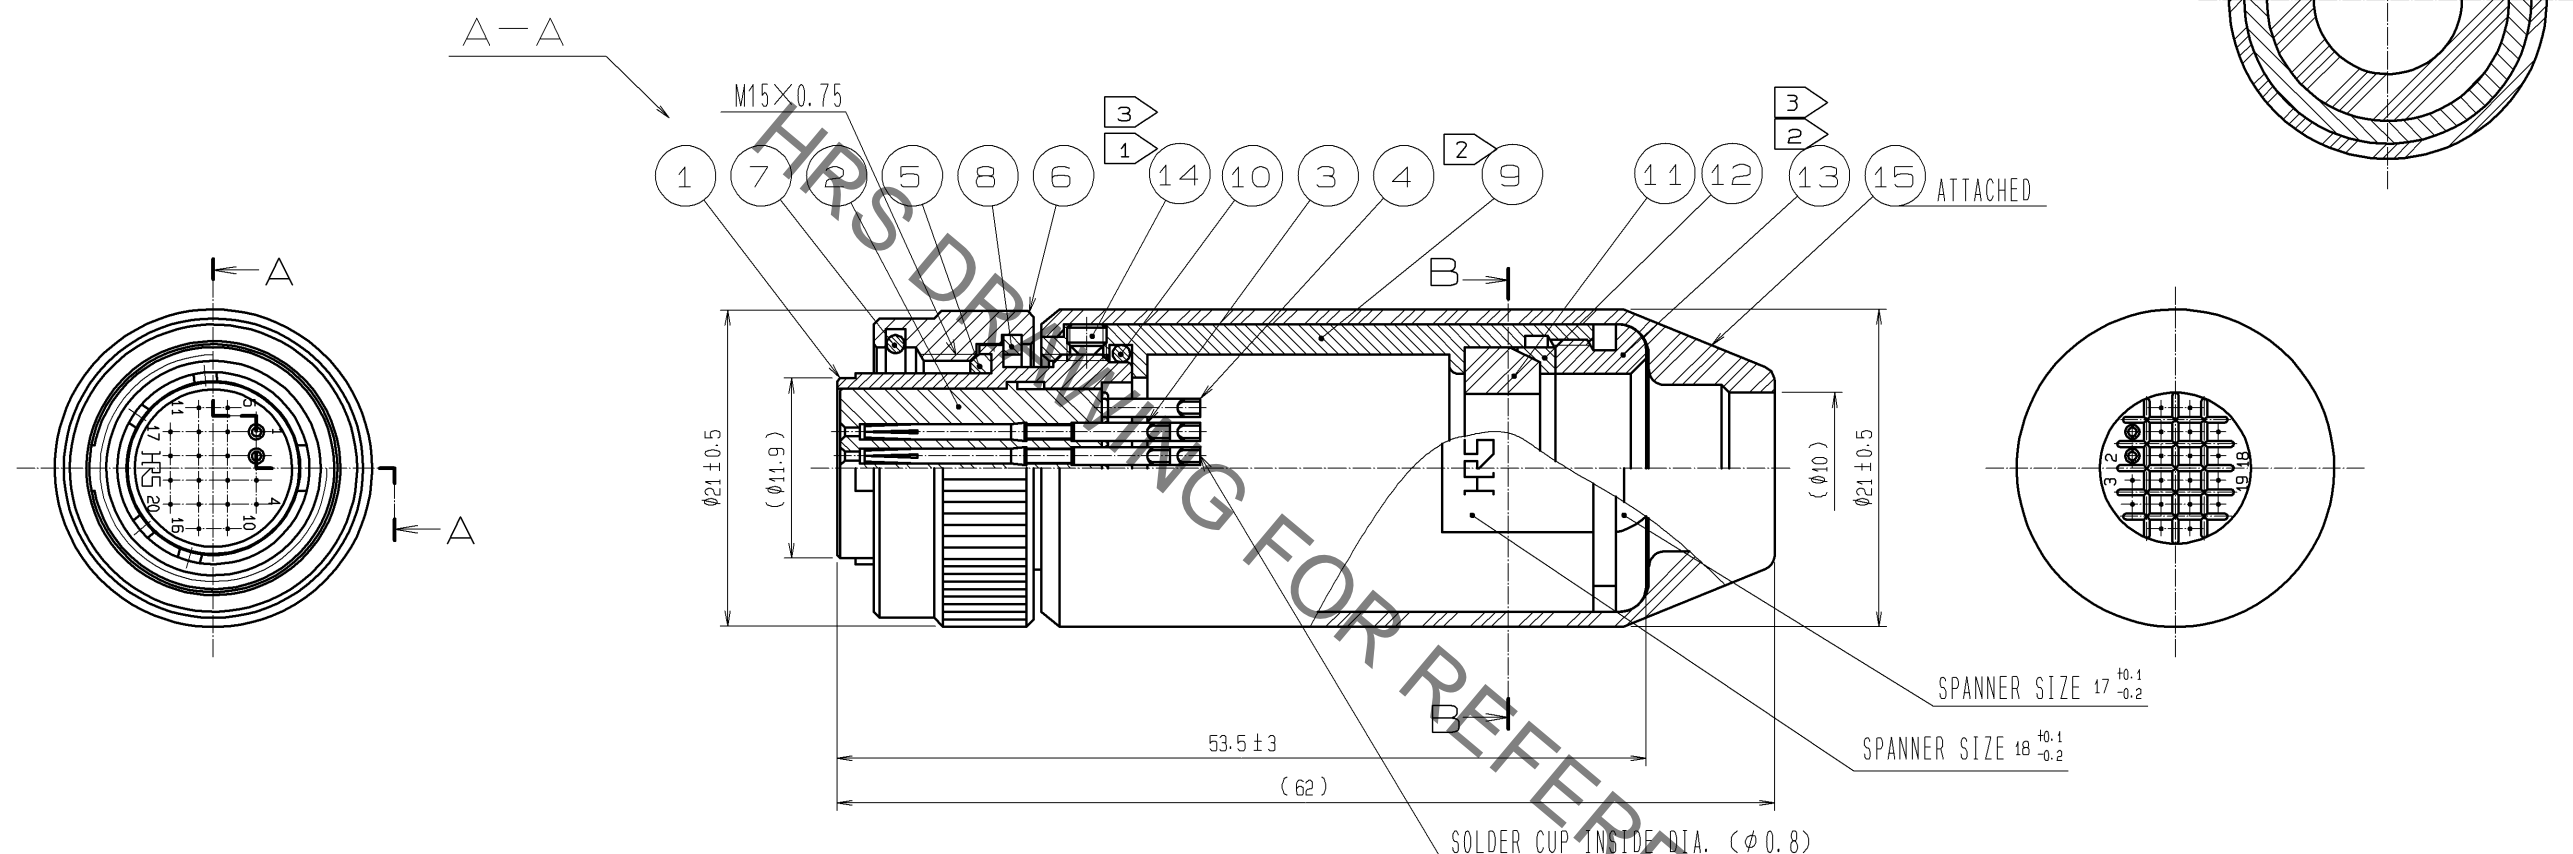 A-A
M15×0.75
3
1
2
3
2
1
7
2
5
8
6
14
10
3
4
9
11
12
13
15
ATTACHED
A
A
B
B
11
5
17
1
HRS
20
4
16
10
φ21±0.5
(φ11.9)
HRS
(φ10)
φ21±0.5
2
3
18
19
SPANNER SIZE 17 +0.1 -0.2
SPANNER SIZE 18 +0.1 -0.2
53.5±3
(62)
SOLDER CUP INSIDE DIA. (φ0.8)
HRS DRAWING FOR REFERE